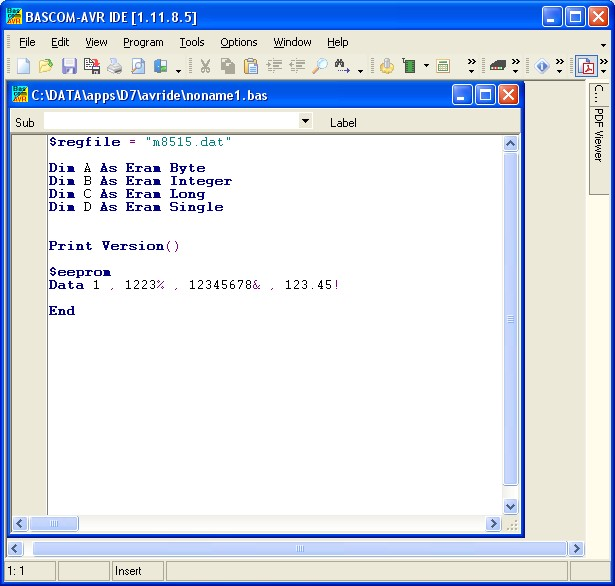 BASCOM-AVR IDE [1.11.8.5]
File Edit View Program Tools Options Window Help
C:\DATA\apps\D7\avride\noname1.bas
Sub Label
$regfile = "m8515.dat"
Dim A As Eram Byte
Dim B As Eram Integer
Dim C As Eram Long
Dim D As Eram Single
Print Version()
$eeprom
Data 1 , 1223% , 12345678& , 123.45!
End
C...
PDF Viewer
1: 1 Insert